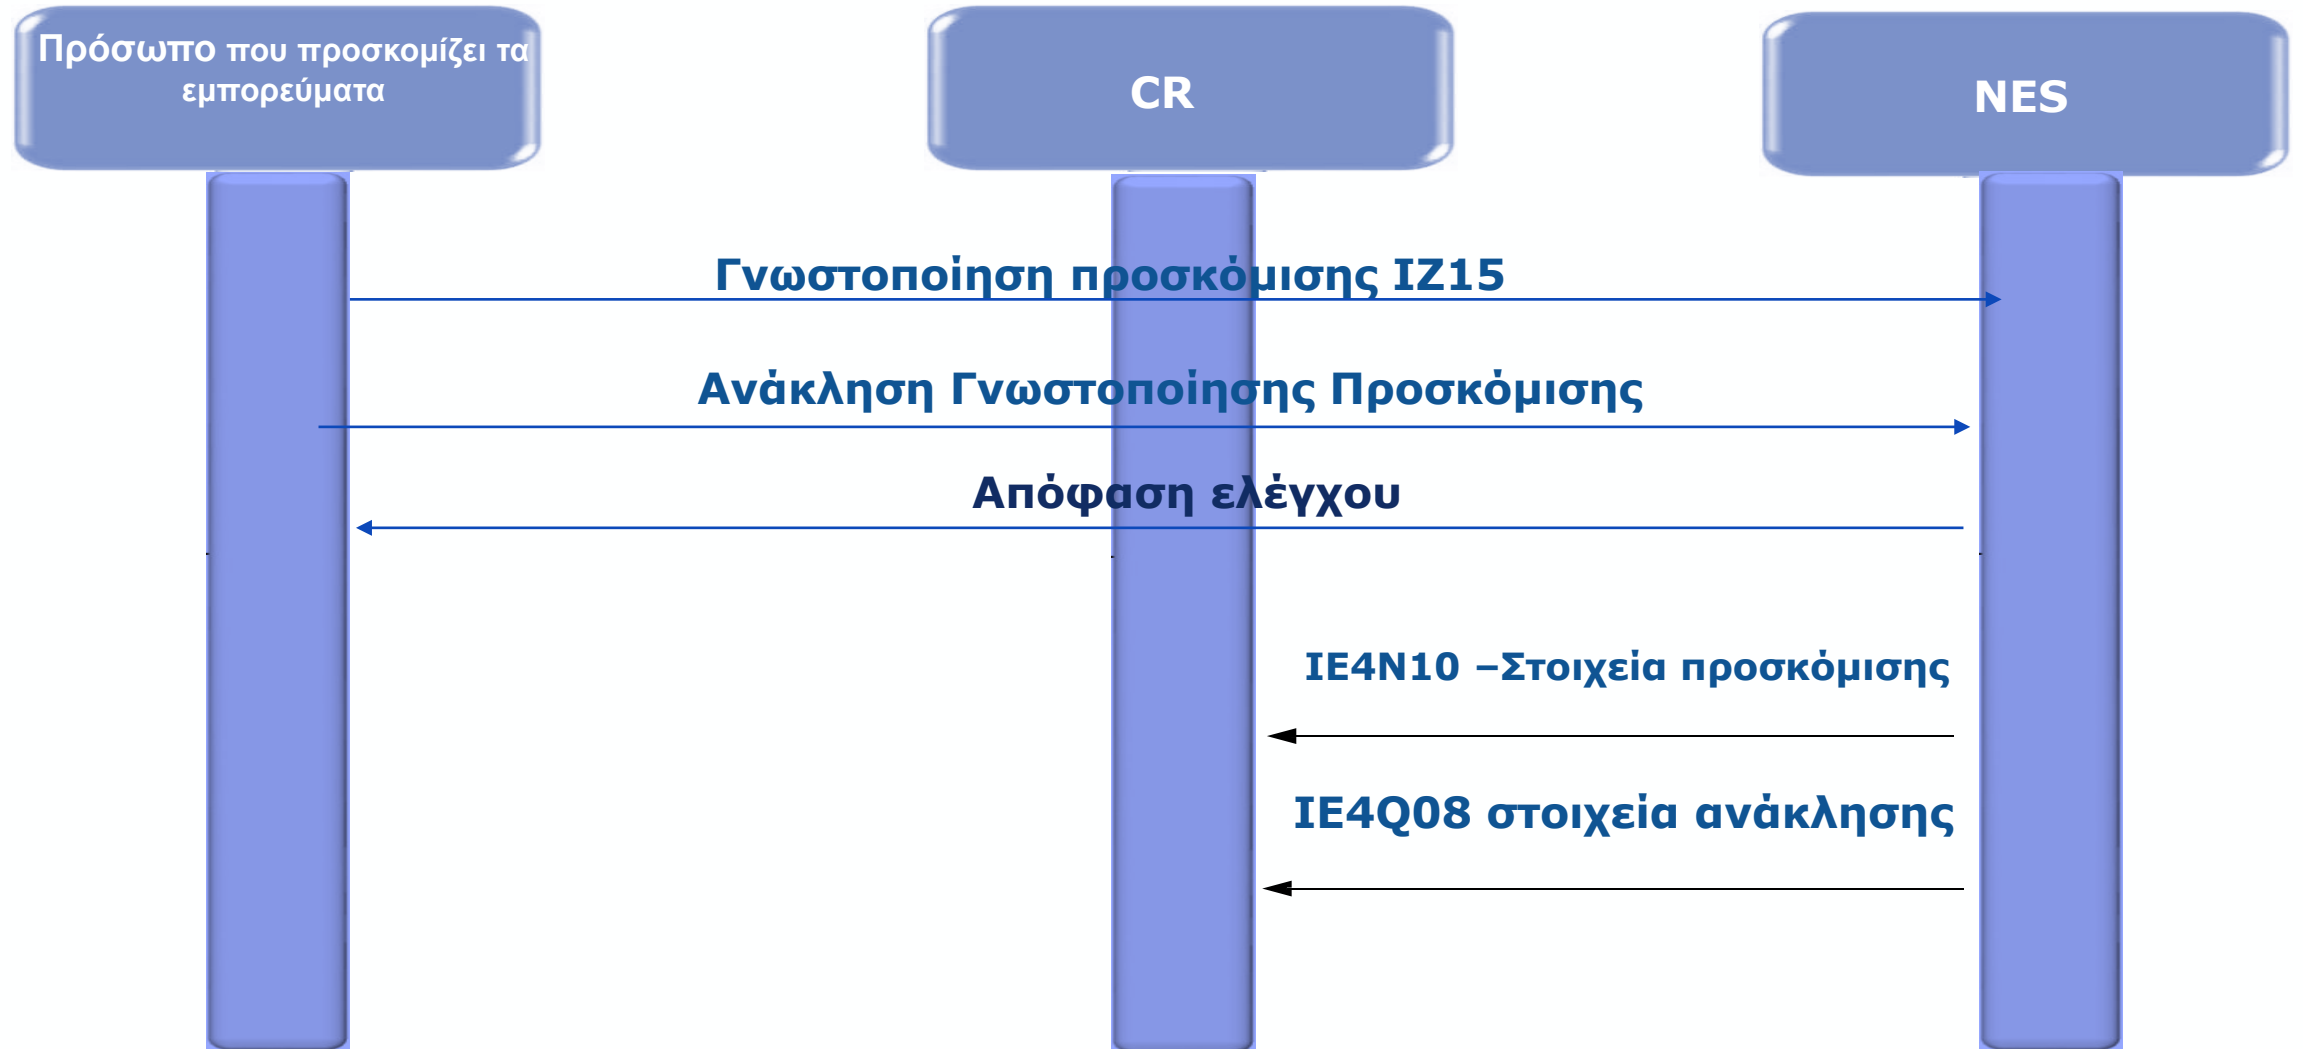 Πρόσωπο που προσκομίζει τα
εμπορεύματα
CR
NES
Γνωστοποίηση προσκόμισης ΙΖ15
Ανάκληση Γνωστοποίησης Προσκόμισης
Απόφαση ελέγχου
IE4N10 –Στοιχεία προσκόμισης
IE4Q08 στοιχεία ανάκλησης